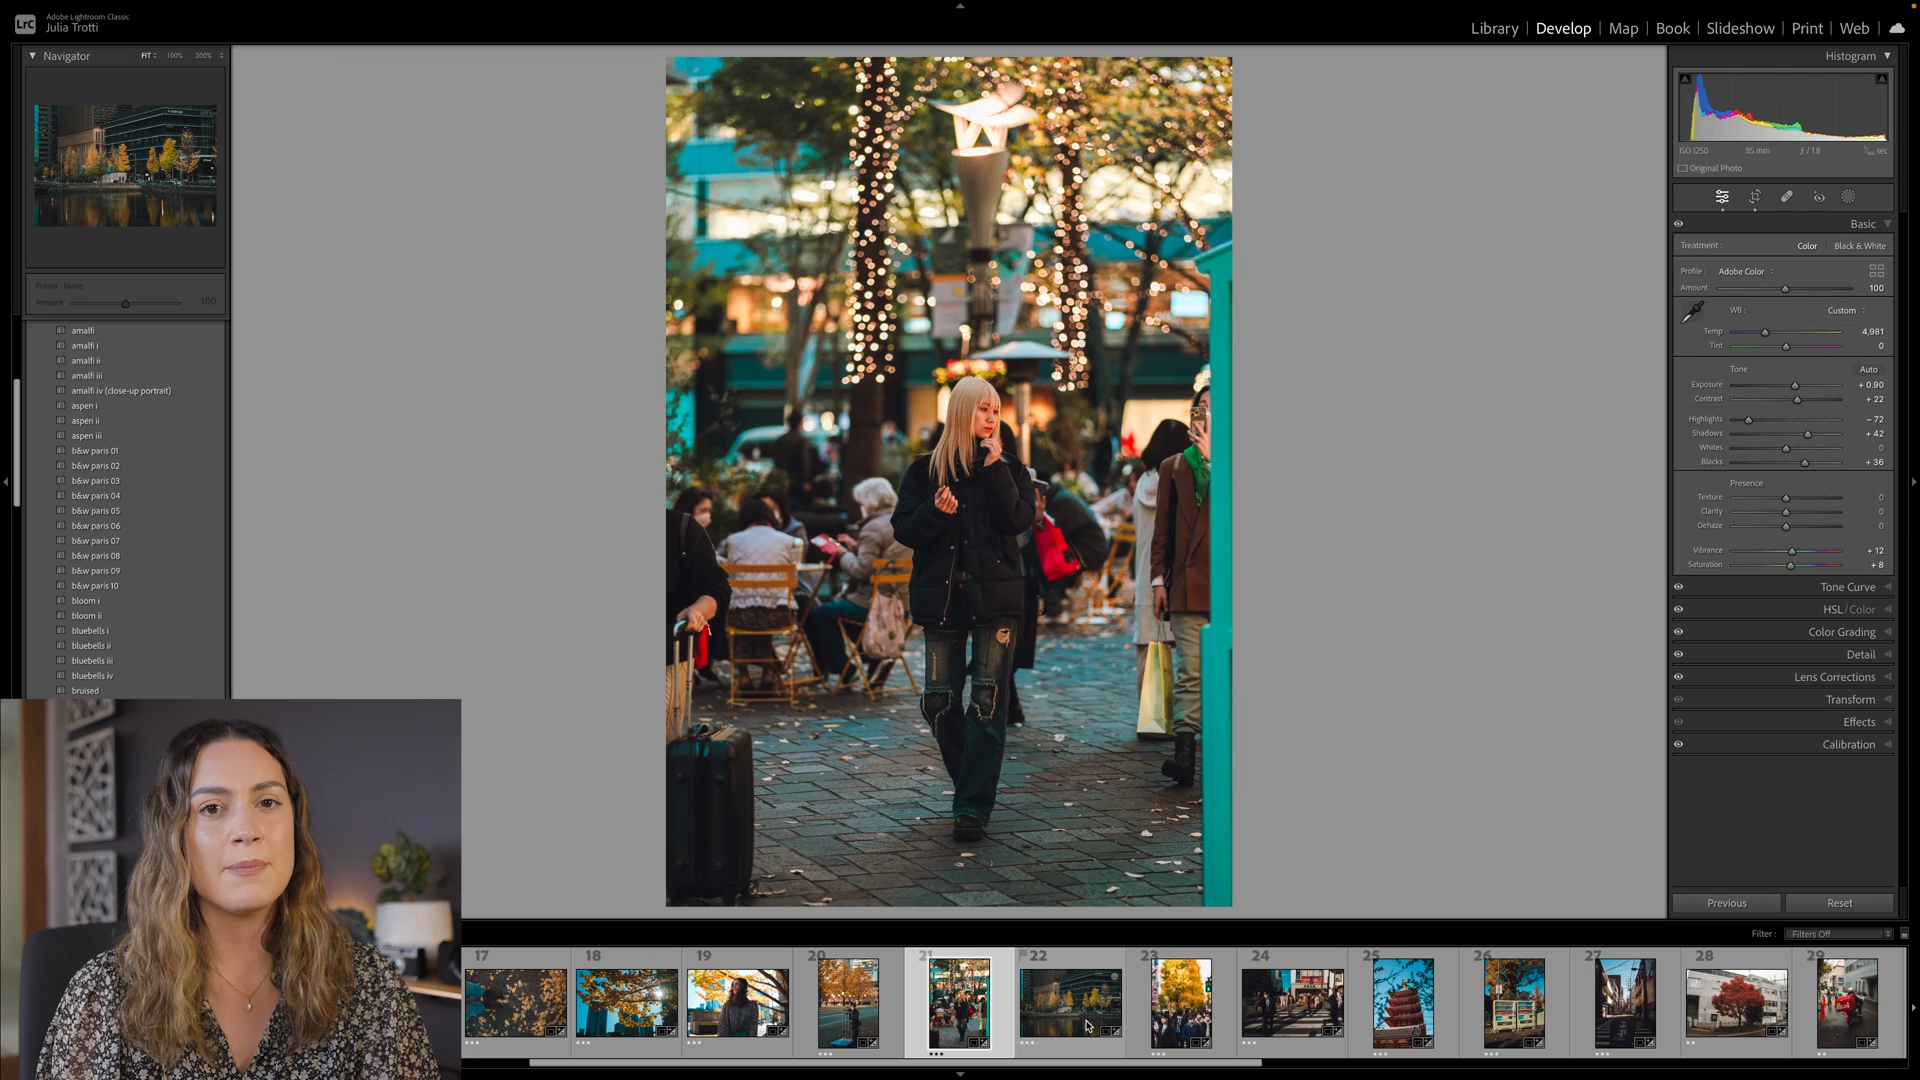 Lrc
Adobe Lightroom Classic
Julia Trotti
Library | Develop | Map | Book | Slideshow | Print | Web
Navigator
FIT
100%
200%
Histogram
ISO 1250
85 mm
ƒ / 1.8
sec
Original Photo
Basic
Treatment :
Color
Black & White
Profile :
Adobe Color
Amount
100
WB :
Custom
Temp
4,981
Tint
0
Tone
Auto
Exposure
+ 0.90
Contrast
+ 22
Highlights
− 72
Shadows
+ 42
Whites
0
Blacks
+ 36
Presence
Texture
0
Clarity
0
Dehaze
0
Vibrance
+ 12
Saturation
+ 8
Tone Curve
HSL / Color
Color Grading
Detail
Lens Corrections
Transform
Effects
Calibration
Previous
Reset
Preset : None
Amount
100
amalfi
amalfi i
amalfi ii
amalfi iii
amalfi iv (close-up portrait)
aspen i
aspen ii
aspen iii
b&w paris 01
b&w paris 02
b&w paris 03
b&w paris 04
b&w paris 05
b&w paris 06
b&w paris 07
b&w paris 08
b&w paris 09
b&w paris 10
bloom i
bloom ii
bluebells i
bluebells ii
bluebells iii
bluebells iv
bruised
Filter :
Filters Off
17
18
19
20
21
22
23
24
25
26
27
28
29